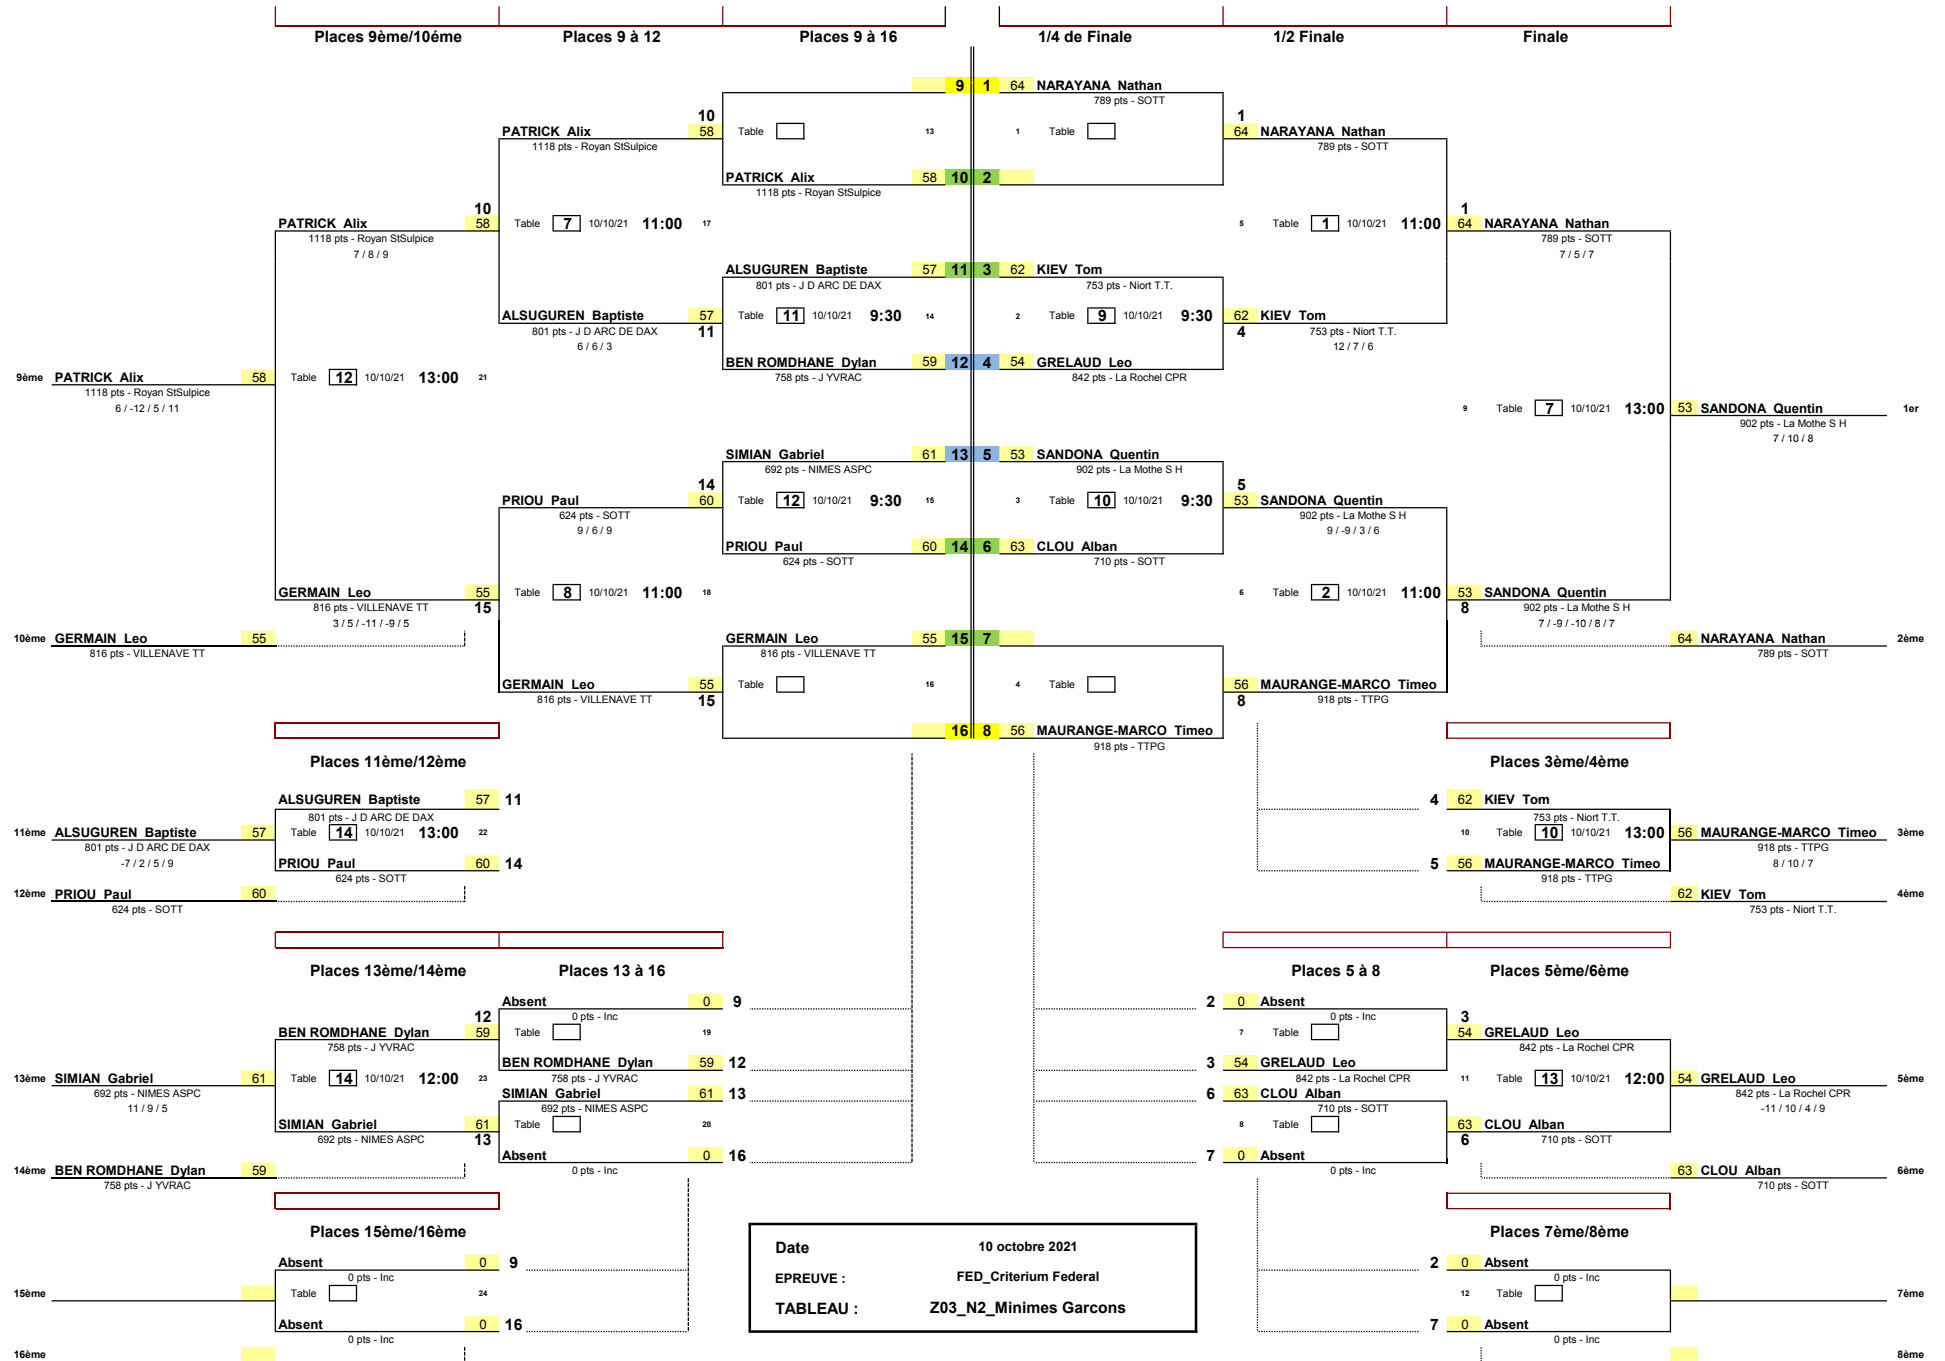 Places 9ème/10éme Places 9 à 12 Places 9 à 16 1/4 de Finale 1/2 Finale Finale
9 1 64 NARAYANA Nathan
789 pts - SOTT
10 1
PATRICK Alix 58 Table 13 1 Table 64 NARAYANA Nathan
1118 pts - Royan StSulpice 789 pts - SOTT
PATRICK Alix 58 10 2
1118 pts - Royan StSulpice
10 1
PATRICK Alix 58 Table 7 10/10/21 11:00 17 5 Table 1 10/10/21 11:00 64 NARAYANA Nathan
1118 pts - Royan StSulpice 789 pts - SOTT
7 / 8 / 9 7 / 5 / 7
ALSUGUREN Baptiste 57 11 3 62 KIEV Tom
801 pts - J D ARC DE DAX 753 pts - Niort T.T.
ALSUGUREN Baptiste 57 Table 11 10/10/21 9:30 14 2 Table 9 10/10/21 9:30 62 KIEV Tom
801 pts - J D ARC DE DAX 11 4 753 pts - Niort T.T.
6 / 6 / 3 12 / 7 / 6
BEN ROMDHANE Dylan 59 12 4 54 GRELAUD Leo
758 pts - J YVRAC 842 pts - La Rochel CPR
9ème PATRICK Alix 58 Table 12 10/10/21 13:00 21
1118 pts - Royan StSulpice
6 / -12 / 5 / 11
9 Table 7 10/10/21 13:00 53 SANDONA Quentin 1er
902 pts - La Mothe S H
7 / 10 / 8
SIMIAN Gabriel 61 13 5 53 SANDONA Quentin
692 pts - NIMES ASPC 902 pts - La Mothe S H
14 5
PRIOU Paul 60 Table 12 10/10/21 9:30 15 3 Table 10 10/10/21 9:30 53 SANDONA Quentin
624 pts - SOTT 902 pts - La Mothe S H
9 / 6 / 9 9 / -9 / 3 / 6
PRIOU Paul 60 14 6 63 CLOU Alban
624 pts - SOTT 710 pts - SOTT
GERMAIN Leo 55 Table 8 10/10/21 11:00 18 6 Table 2 10/10/21 11:00 53 SANDONA Quentin
816 pts - VILLENAVE TT 15 8 902 pts - La Mothe S H
3 / 5 / -11 / -9 / 5 7 / -9 / -10 / 8 / 7
10ème GERMAIN Leo 55 GERMAIN Leo 55 15 7 64 NARAYANA Nathan 2ème
816 pts - VILLENAVE TT 816 pts - VILLENAVE TT 789 pts - SOTT
GERMAIN Leo 55 Table 16 4 Table 56 MAURANGE-MARCO Timeo
816 pts - VILLENAVE TT 15 8 918 pts - TTPG
16 8 56 MAURANGE-MARCO Timeo
918 pts - TTPG
Places 11ème/12ème Places 3ème/4ème
ALSUGUREN Baptiste 57 11 4 62 KIEV Tom
801 pts - J D ARC DE DAX 753 pts - Niort T.T.
11ème ALSUGUREN Baptiste 57 Table 14 10/10/21 13:00 22 10 Table 10 10/10/21 13:00 56 MAURANGE-MARCO Timeo 3ème
801 pts - J D ARC DE DAX 918 pts - TTPG
-7 / 2 / 5 / 9 8 / 10 / 7
PRIOU Paul 60 14 5 56 MAURANGE-MARCO Timeo
624 pts - SOTT 918 pts - TTPG
12ème PRIOU Paul 60 62 KIEV Tom 4ème
624 pts - SOTT 753 pts - Niort T.T.
Places 13ème/14ème Places 13 à 16 Places 5 à 8 Places 5ème/6ème
Absent 0 9 2 0 Absent
0 pts - Inc 0 pts - Inc
12 3
BEN ROMDHANE Dylan 59 Table 19 7 Table 54 GRELAUD Leo
758 pts - J YVRAC 842 pts - La Rochel CPR
BEN ROMDHANE Dylan 59 12 3 54 GRELAUD Leo
758 pts - J YVRAC 842 pts - La Rochel CPR
13ème SIMIAN Gabriel 61 Table 14 10/10/21 12:00 23 11 Table 13 10/10/21 12:00 54 GRELAUD Leo 5ème
692 pts - NIMES ASPC 842 pts - La Rochel CPR
11 / 9 / 5 -11 / 10 / 4 / 9
SIMIAN Gabriel 61 13 6 63 CLOU Alban
692 pts - NIMES ASPC 710 pts - SOTT
SIMIAN Gabriel 61 Table 20 8 Table 63 CLOU Alban
692 pts - NIMES ASPC 13 6 710 pts - SOTT
Absent 0 16 7 0 Absent
0 pts - Inc 0 pts - Inc
14ème BEN ROMDHANE Dylan 59 63 CLOU Alban 6ème
758 pts - J YVRAC 710 pts - SOTT
Places 15ème/16ème Places 7ème/8ème
Date 10 octobre 2021
EPREUVE : FED_Criterium Federal
TABLEAU : Z03_N2_Minimes Garcons
Absent 0 9 2 0 Absent
0 pts - Inc 0 pts - Inc
15ème Table 24 12 Table 7ème
Absent 0 16 7 0 Absent
0 pts - Inc 0 pts - Inc
16ème 8ème